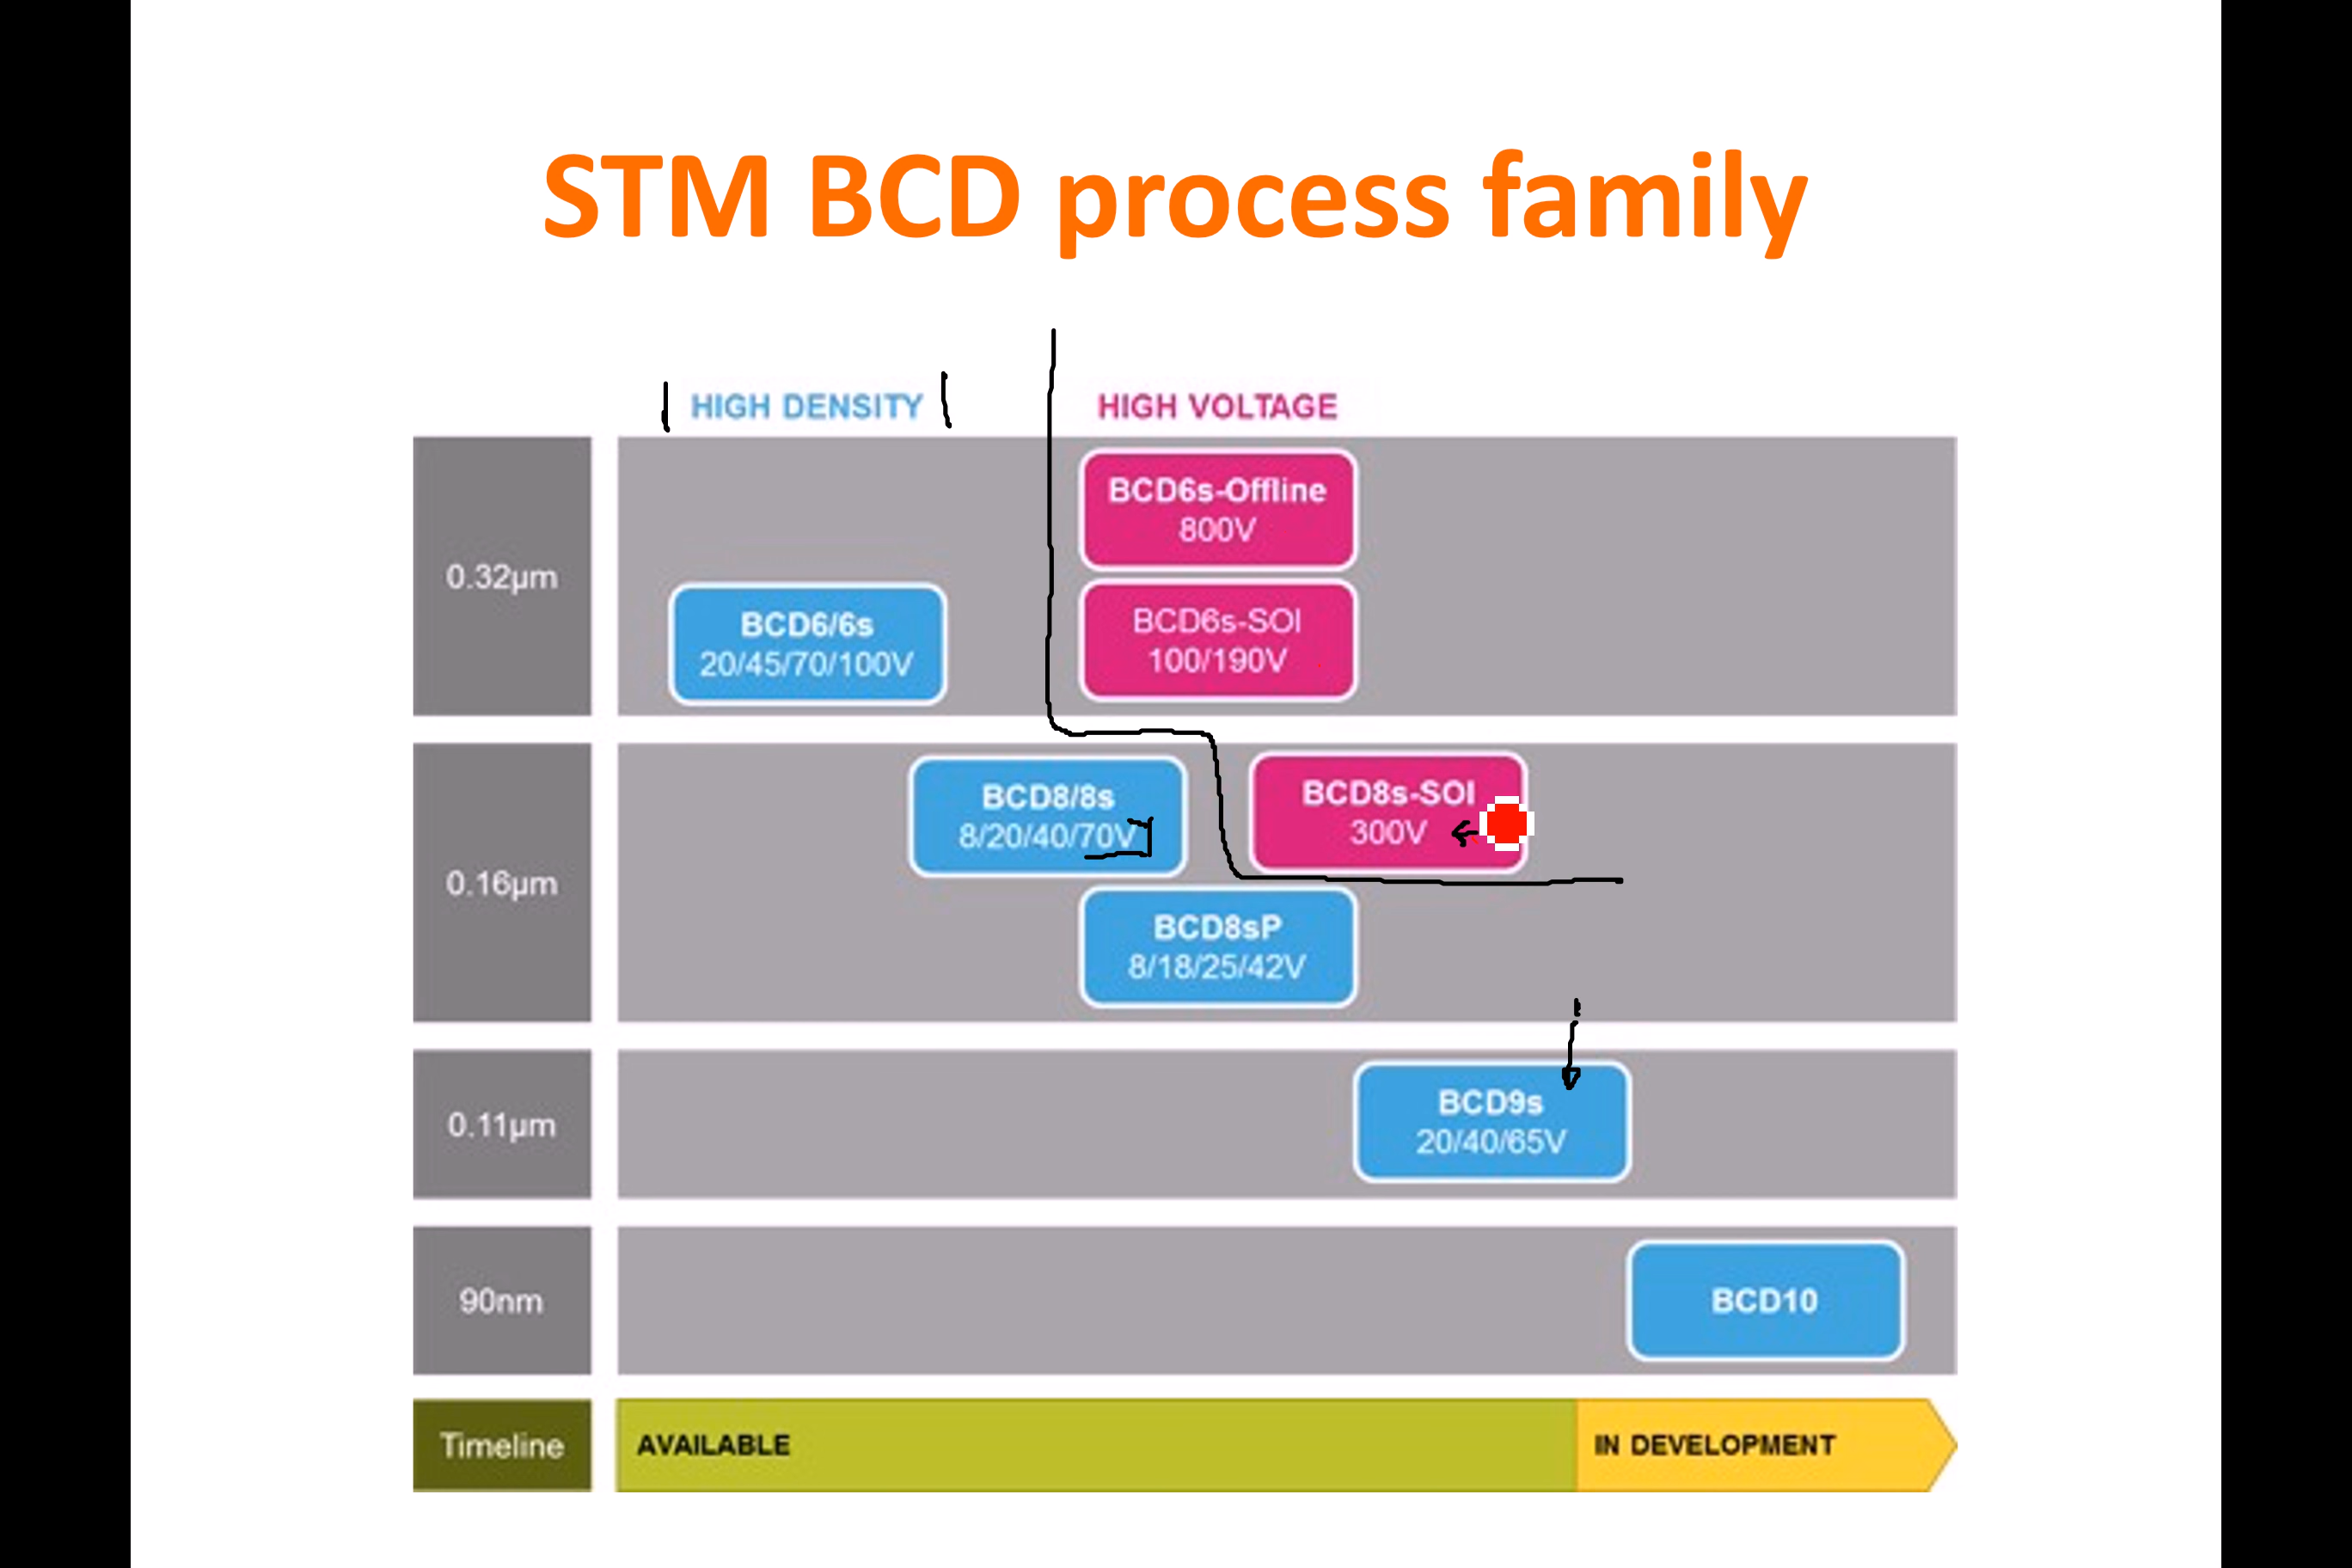 STM BCD process family
HIGH DENSITY
HIGH VOLTAGE
0.32µm
BCD6s-Offline
800V
BCD6/6s
20/45/70/100V
BCD6s-SOI
100/190V
0.16µm
BCD8/8s
8/20/40/70V
BCD8s-SOI
300V
BCD8sP
8/18/25/42V
0.11µm
BCD9s
20/40/65V
90nm
BCD10
Timeline
AVAILABLE
IN DEVELOPMENT